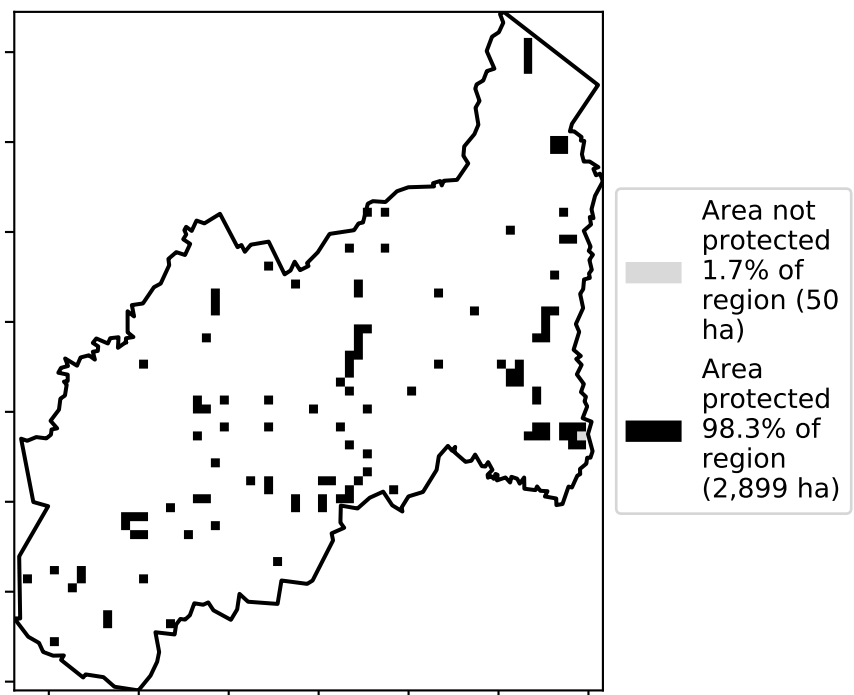 Area not
protected
1.7% of
region (50
ha)
Area
protected
98.3% of
region
(2,899 ha)